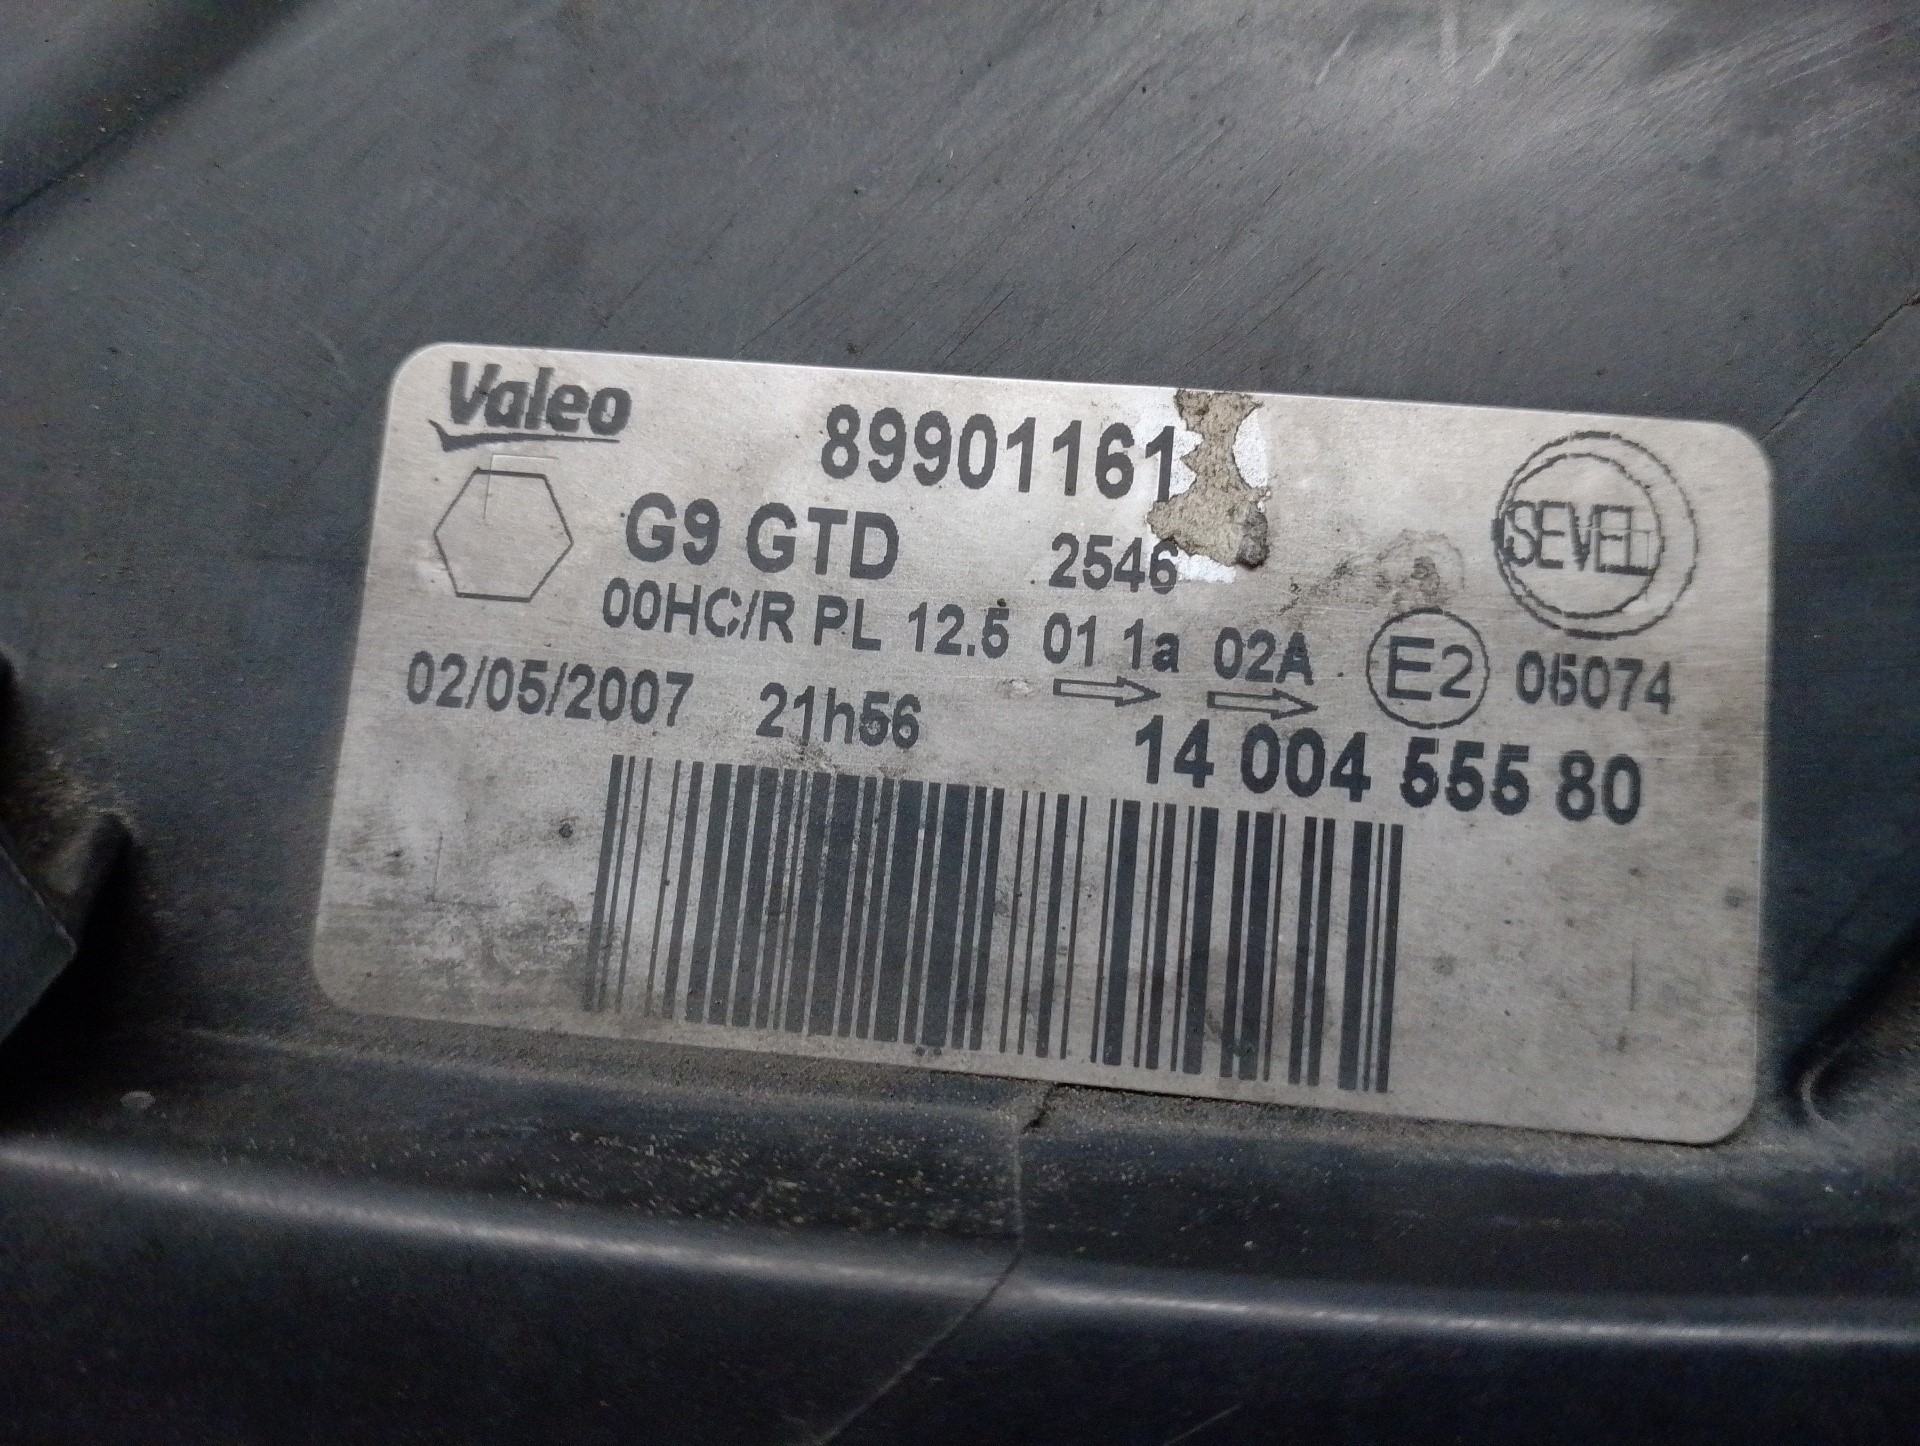 Valeo
89901161
G9 GTD 2546
SEVEL
00HC/R PL 12.5 01 1a 02A E2 05074
02/05/2007 21h56
14 004 555 80